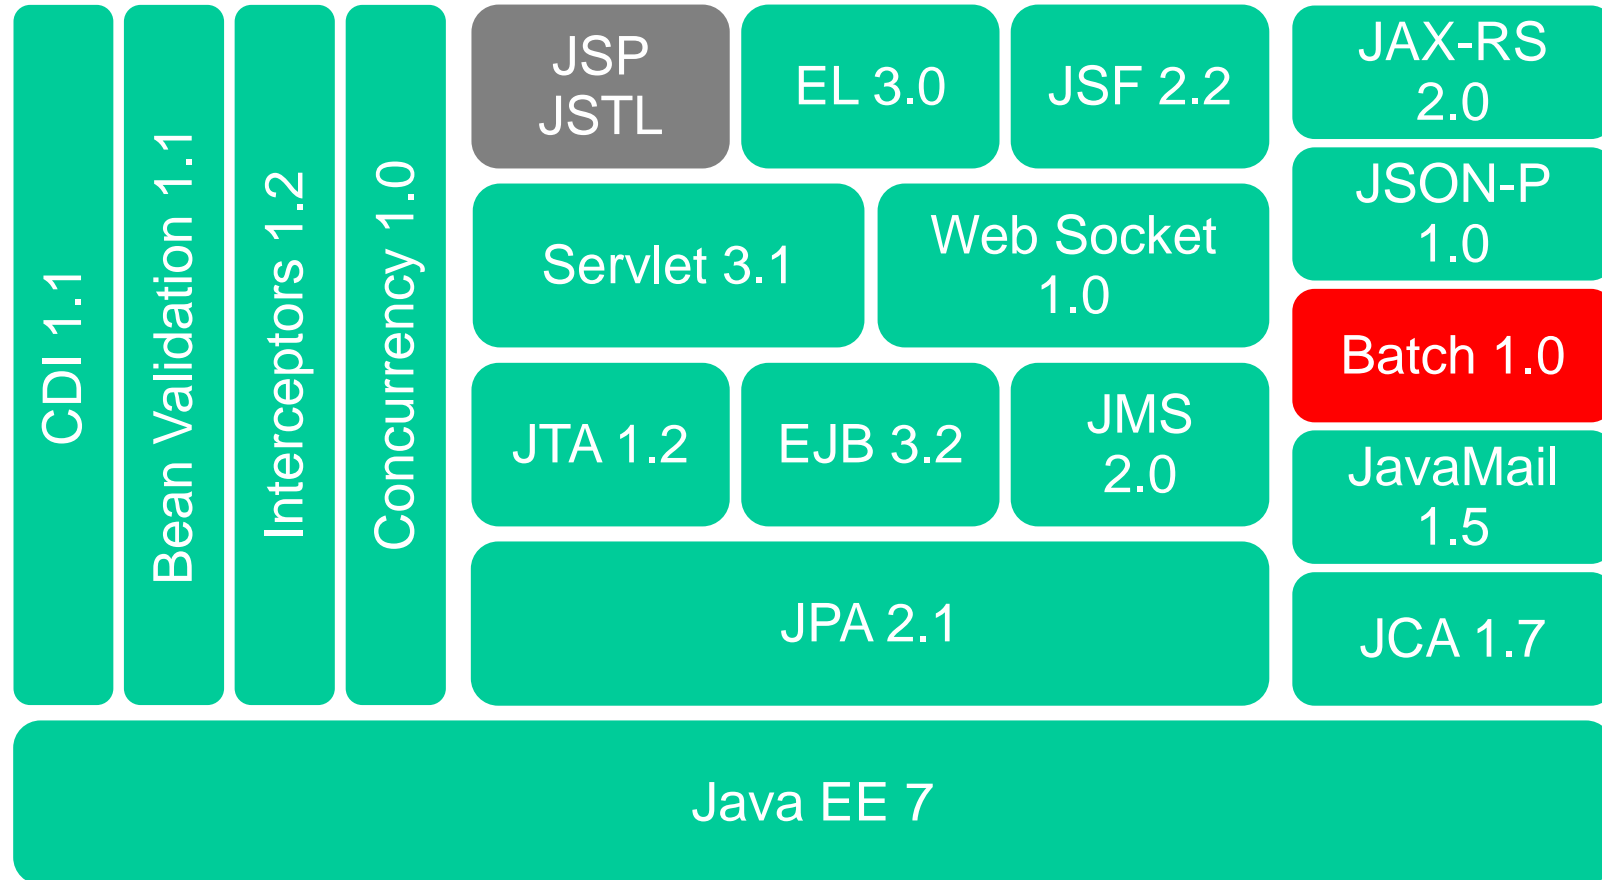 CDI 1.1
Bean Validation 1.1
Interceptors 1.2
Concurrency 1.0
JSP
JSTL
EL 3.0
JSF 2.2
Servlet 3.1
Web Socket
1.0
JTA 1.2
EJB 3.2
JMS
2.0
JPA 2.1
JAX-RS
2.0
JSON-P
1.0
Batch 1.0
JavaMail
1.5
JCA 1.7
Java EE 7